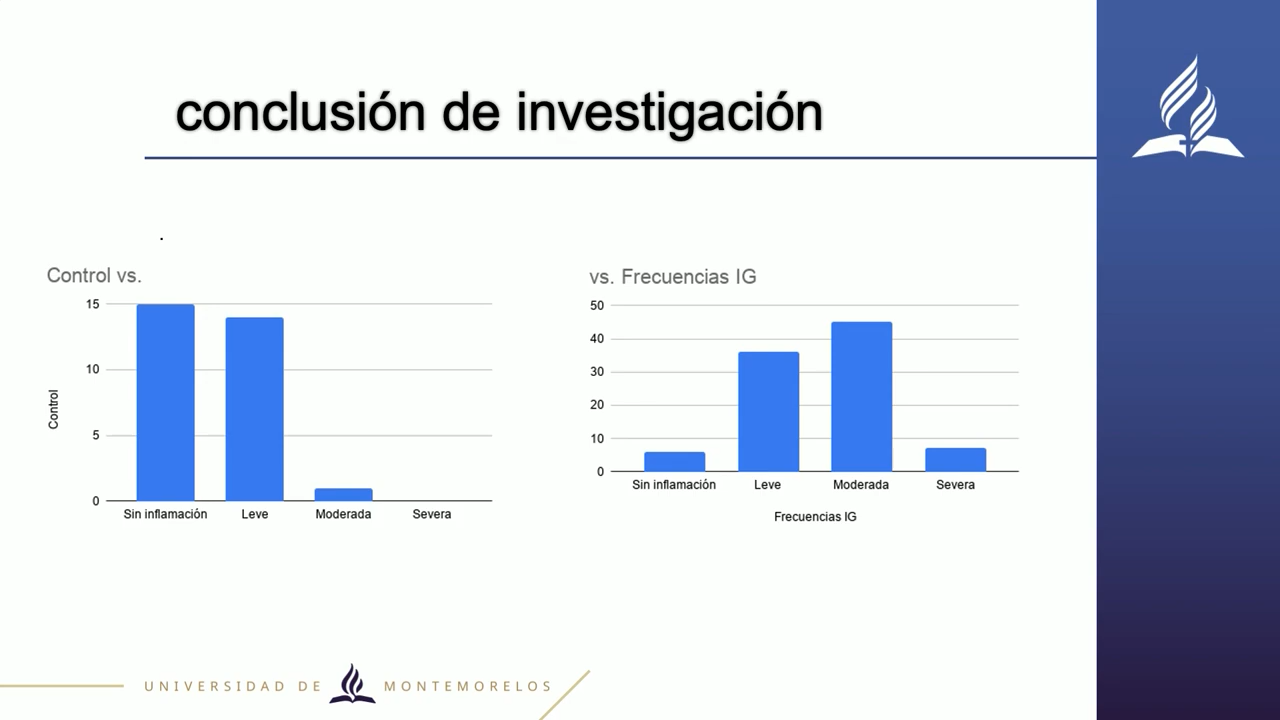 conclusión de investigación
.
Control vs.
15
10
5
0
Control
Sin inflamación Leve Moderada Severa
vs. Frecuencias IG
50
40
30
20
10
0
Sin inflamación Leve Moderada Severa
Frecuencias IG
UNIVERSIDAD DE MONTEMORELOS